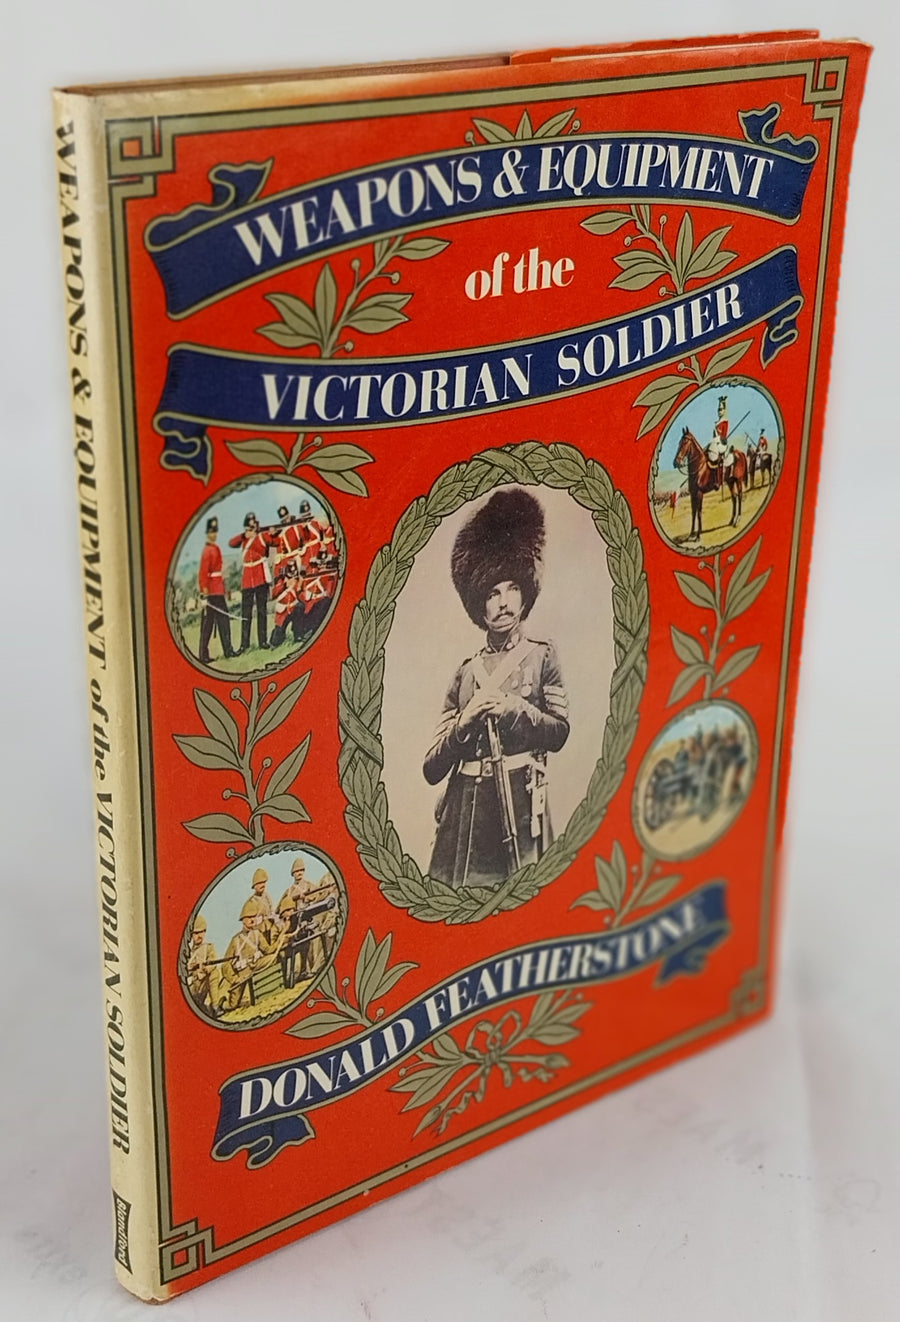 WEAPONS & EQUIPMENT
of the
VICTORIAN SOLDIER
DONALD FEATHERSTONE
WEAPONS & EQUIPMENT of the VICTORIAN SOLDIER
Blandford